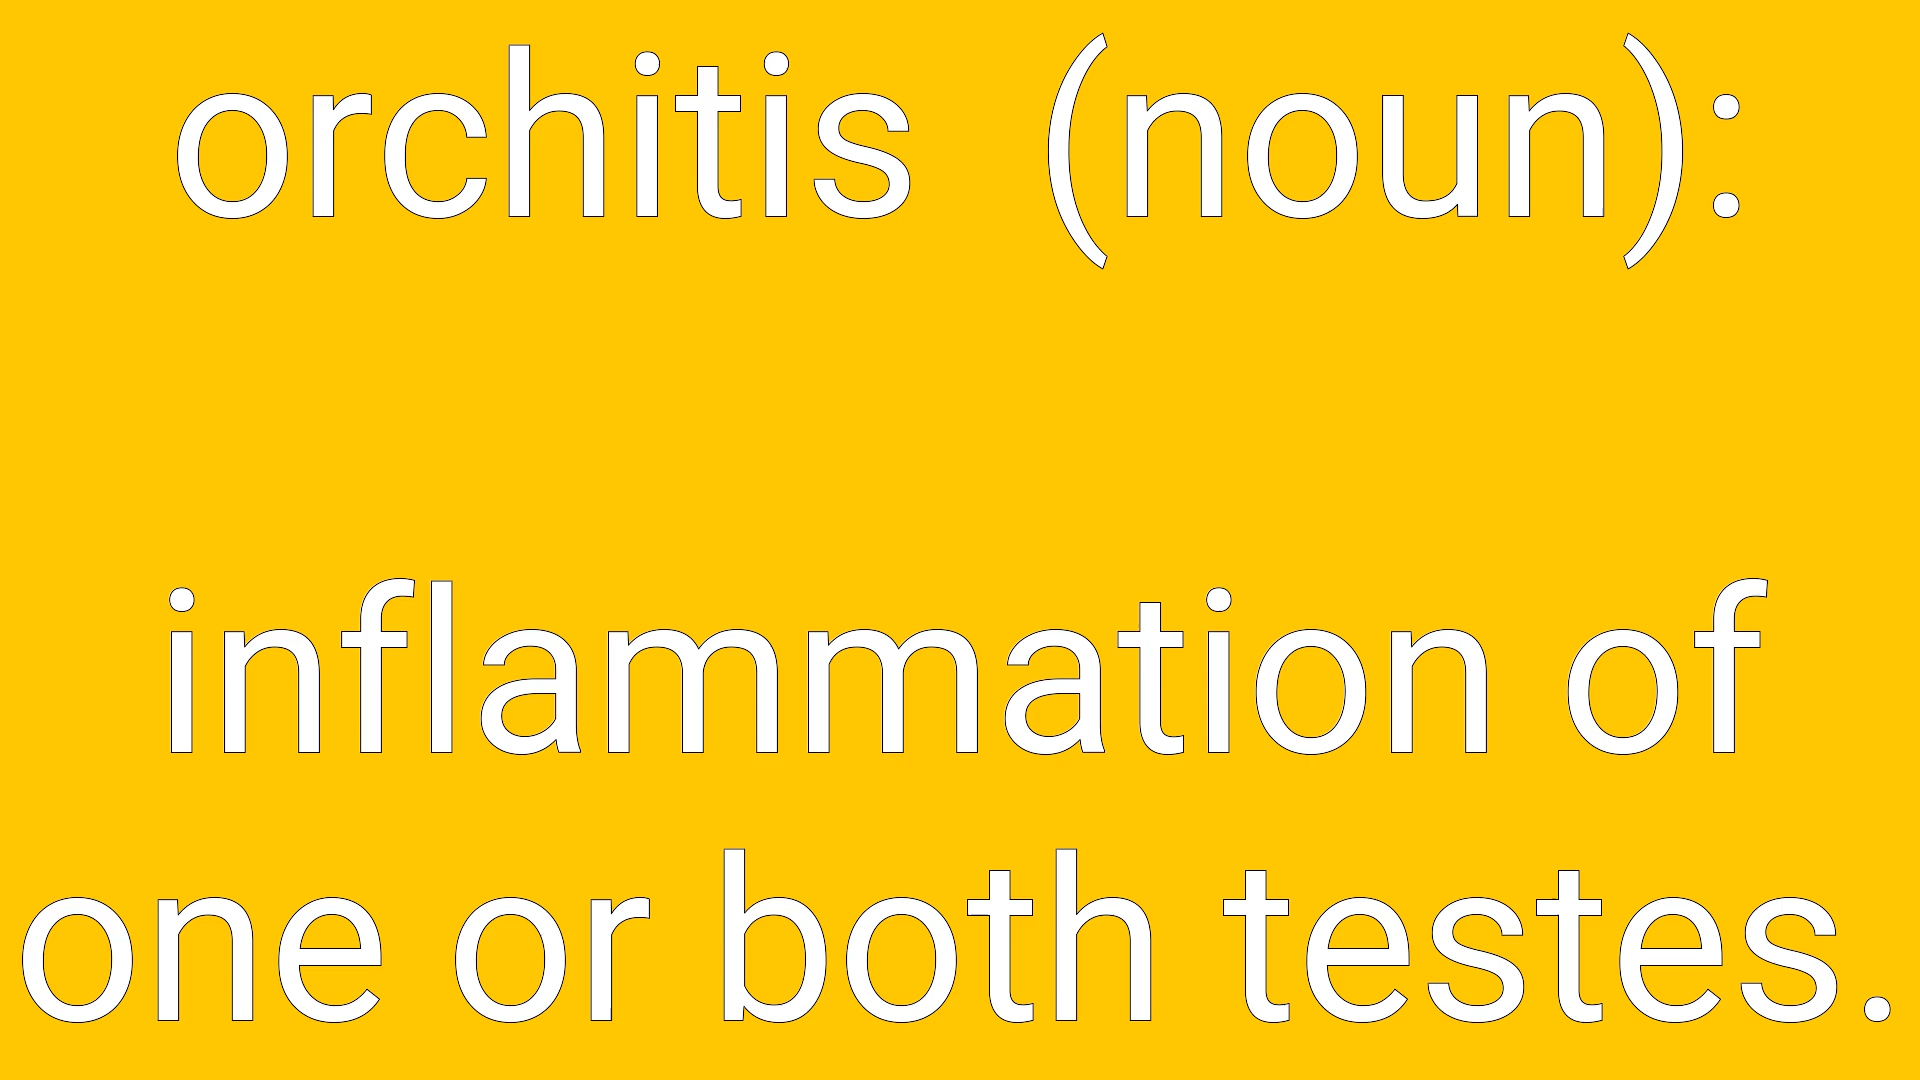 orchitis  (noun):
inflammation of
one or both testes.